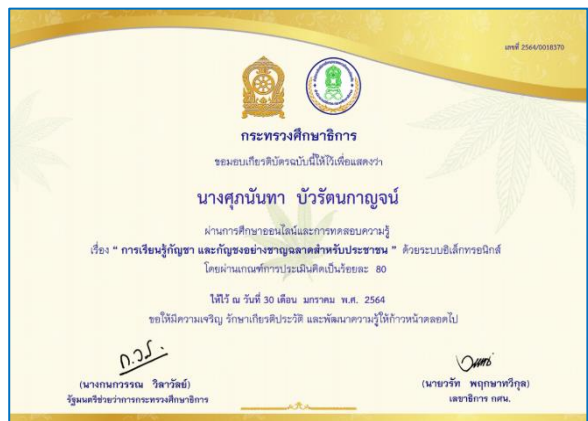 เลขที่ 2564/0018370
กระทรวงศึกษาธิการ
ขอมอบเกียรติบัตรฉบับนี้ให้ไว้เพื่อแสดงว่า
นางศุภนันทา บัวรัตนกาญจน์
ผ่านการศึกษาออนไลน์และการทดสอบความรู้
เรื่อง “ การเรียนรู้กัญชา และกัญชงอย่างชาญฉลาดสำหรับประชาชน ” ด้วยระบบอิเล็กทรอนิกส์
โดยผ่านเกณฑ์การประเมินคิดเป็นร้อยละ 80
ให้ไว้ ณ วันที่ 30 เดือน มกราคม พ.ศ. 2564
ขอให้มีความเจริญ รักษาเกียรติประวัติ และพัฒนาความรู้ให้ก้าวหน้าตลอดไป
(นางกนกวรรณ วิลาวัลย์)
รัฐมนตรีช่วยว่าการกระทรวงศึกษาธิการ
(นายวรัท พฤกษาทวีกุล)
เลขาธิการ กศน.